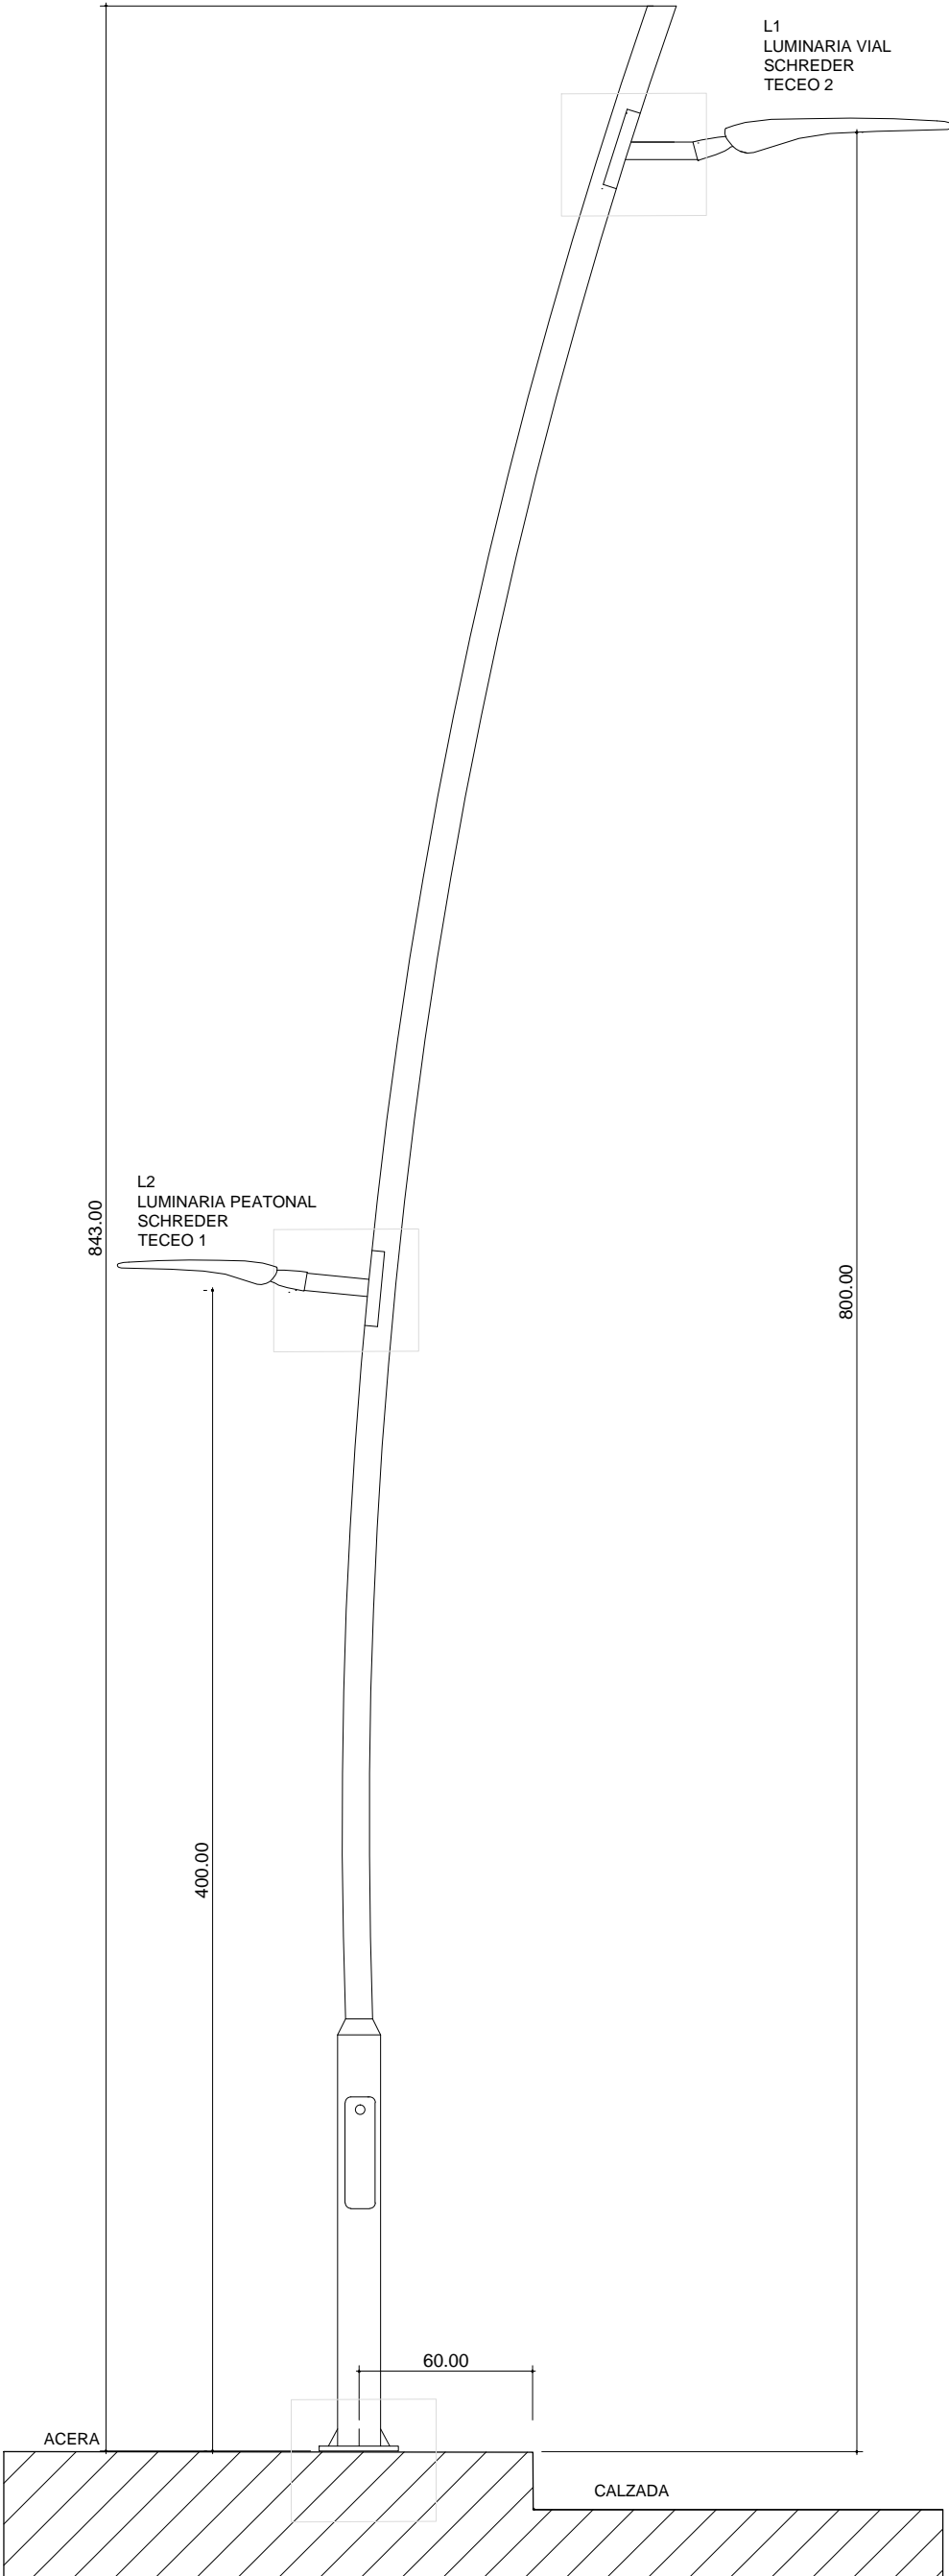 L1
LUMINARIA VIAL
SCHREDER
TECEO 2
L2
LUMINARIA PEATONAL
SCHREDER
TECEO 1
843.00
800.00
400.00
60.00
ACERA
CALZADA